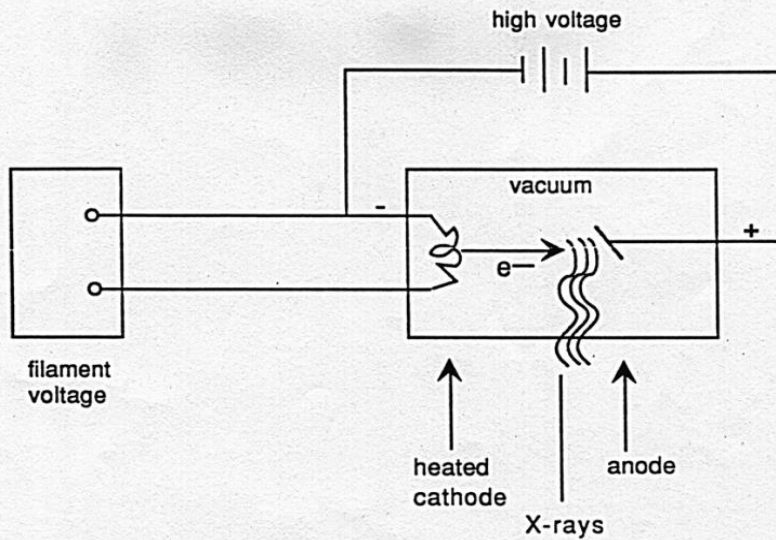 high voltage
vacuum
-
+
e—
filament
voltage
heated
cathode
anode
X-rays